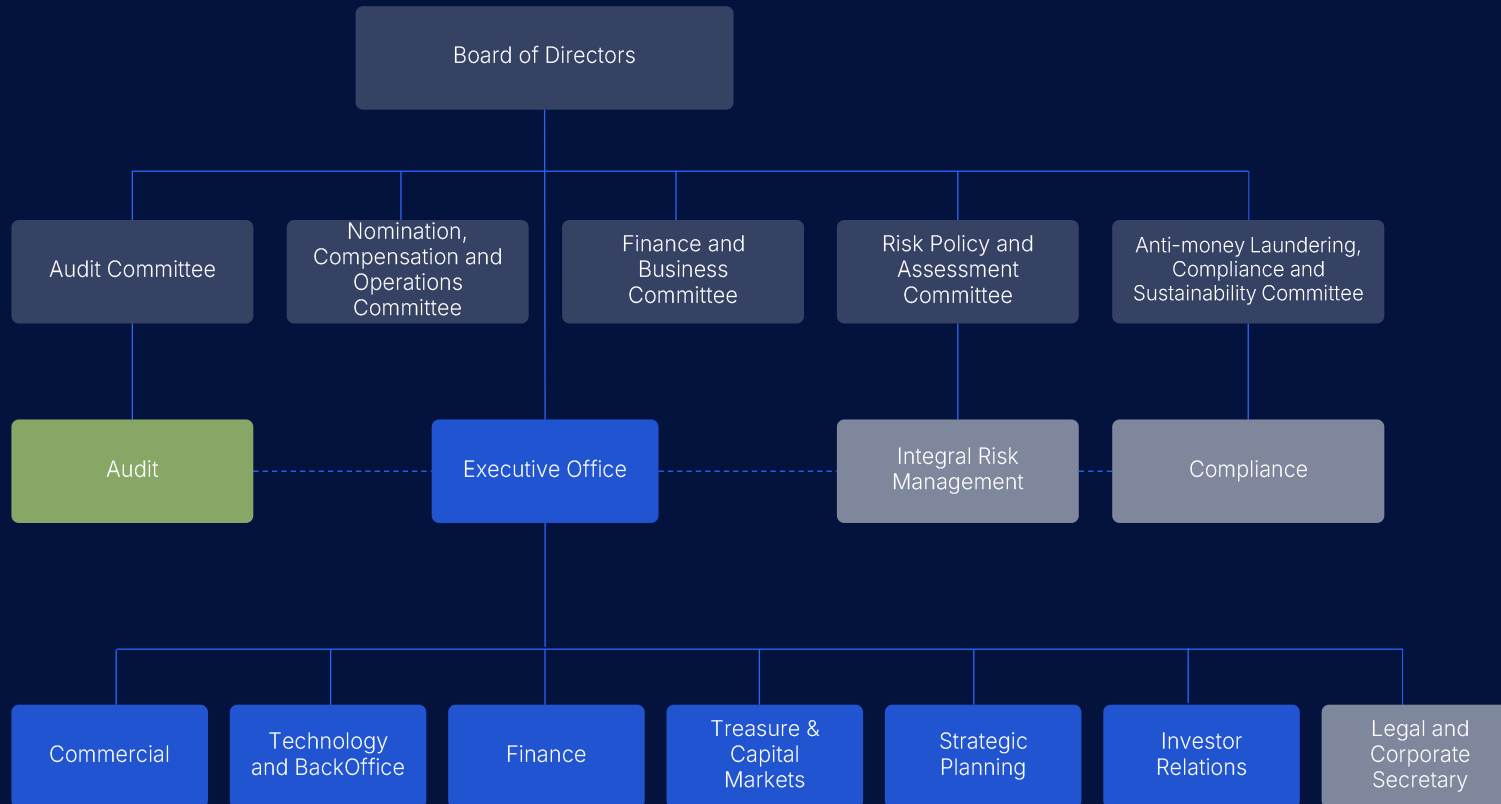 Board of Directors
Audit Committee
Nomination,
Compensation and
Operations
Committee
Finance and
Business
Committee
Risk Policy and
Assessment
Committee
Anti-money Laundering,
Compliance and
Sustainability Committee
Audit
Executive Office
Integral Risk
Management
Compliance
Commercial
Technology
and BackOffice
Finance
Treasure &
Capital
Markets
Strategic
Planning
Investor
Relations
Legal and
Corporate
Secretary